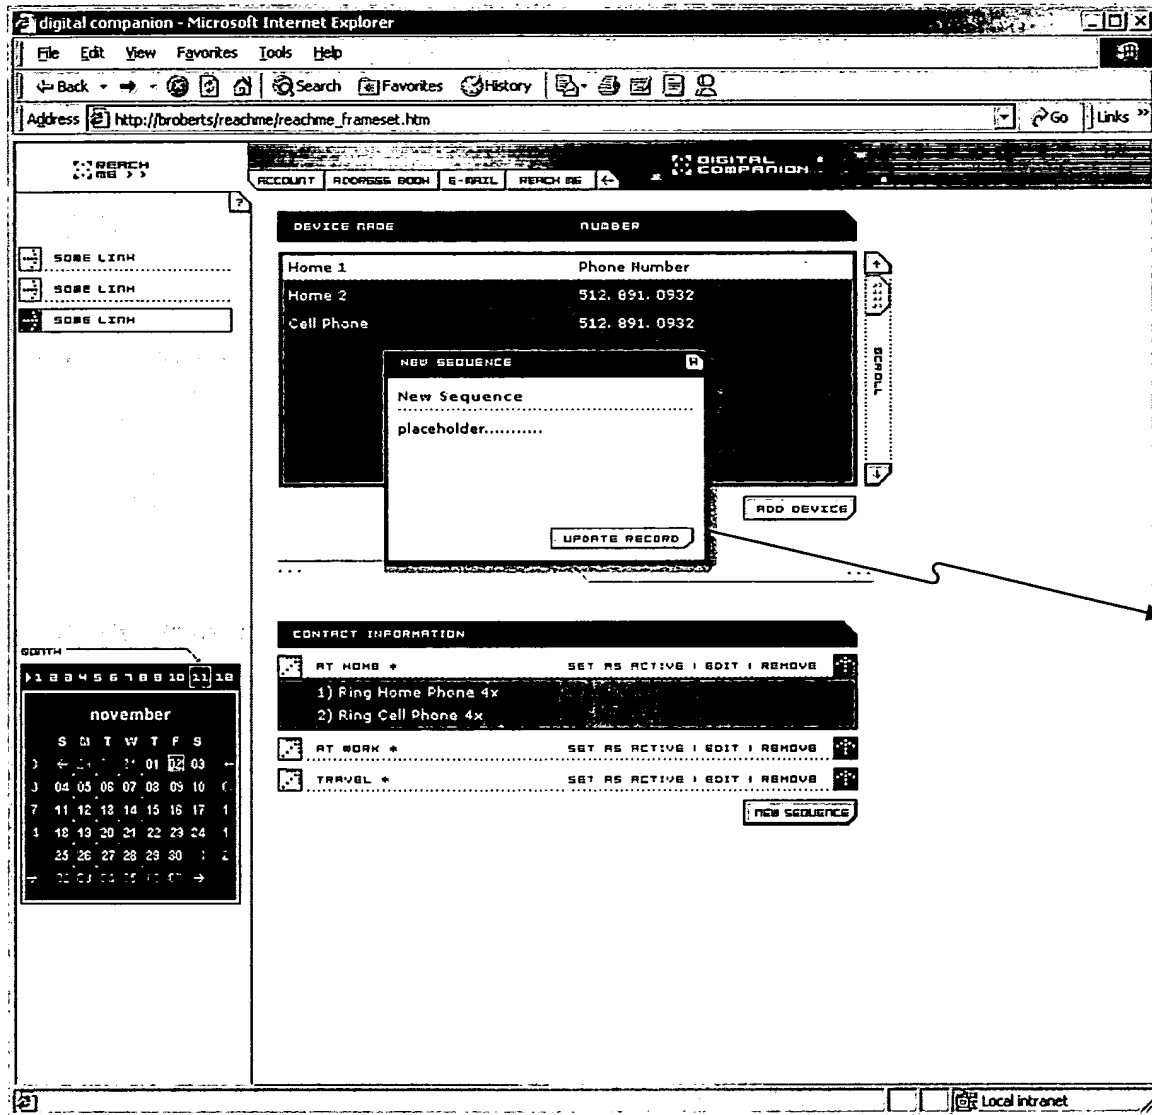 digital companion - Microsoft Internet Explorer
File Edit View Favorites Tools Help
Back Search Favorites History
Address http://broberts/reachme/reachme_frameset.htm Go Links »
REACH ME >>
DIGITAL COMPANION
ACCOUNT ADDRESS BOOK E-MAIL REACH ME
?
SOME LINK
SOME LINK
SOME LINK
DEVICE NAME NUMBER
Home 1 Phone Number
Home 2 512. 891. 0932
Cell Phone 512. 891. 0932
SCROLL
NEW SEQUENCE
New Sequence
placeholder...........
UPDATE RECORD
ADD DEVICE
CONTACT INFORMATION
AT HOME * SET AS ACTIVE | EDIT | REMOVE
1) Ring Home Phone 4x
2) Ring Cell Phone 4x
AT WORK * SET AS ACTIVE | EDIT | REMOVE
TRAVEL * SET AS ACTIVE | EDIT | REMOVE
NEW SEQUENCE
MONTH
1 2 3 4 5 6 7 8 9 10 11 12
november
S M T W T F S
01 02 03
04 05 06 07 08 09 10
11 12 13 14 15 16 17
18 19 20 21 22 23 24
25 26 27 28 29 30
Local intranet